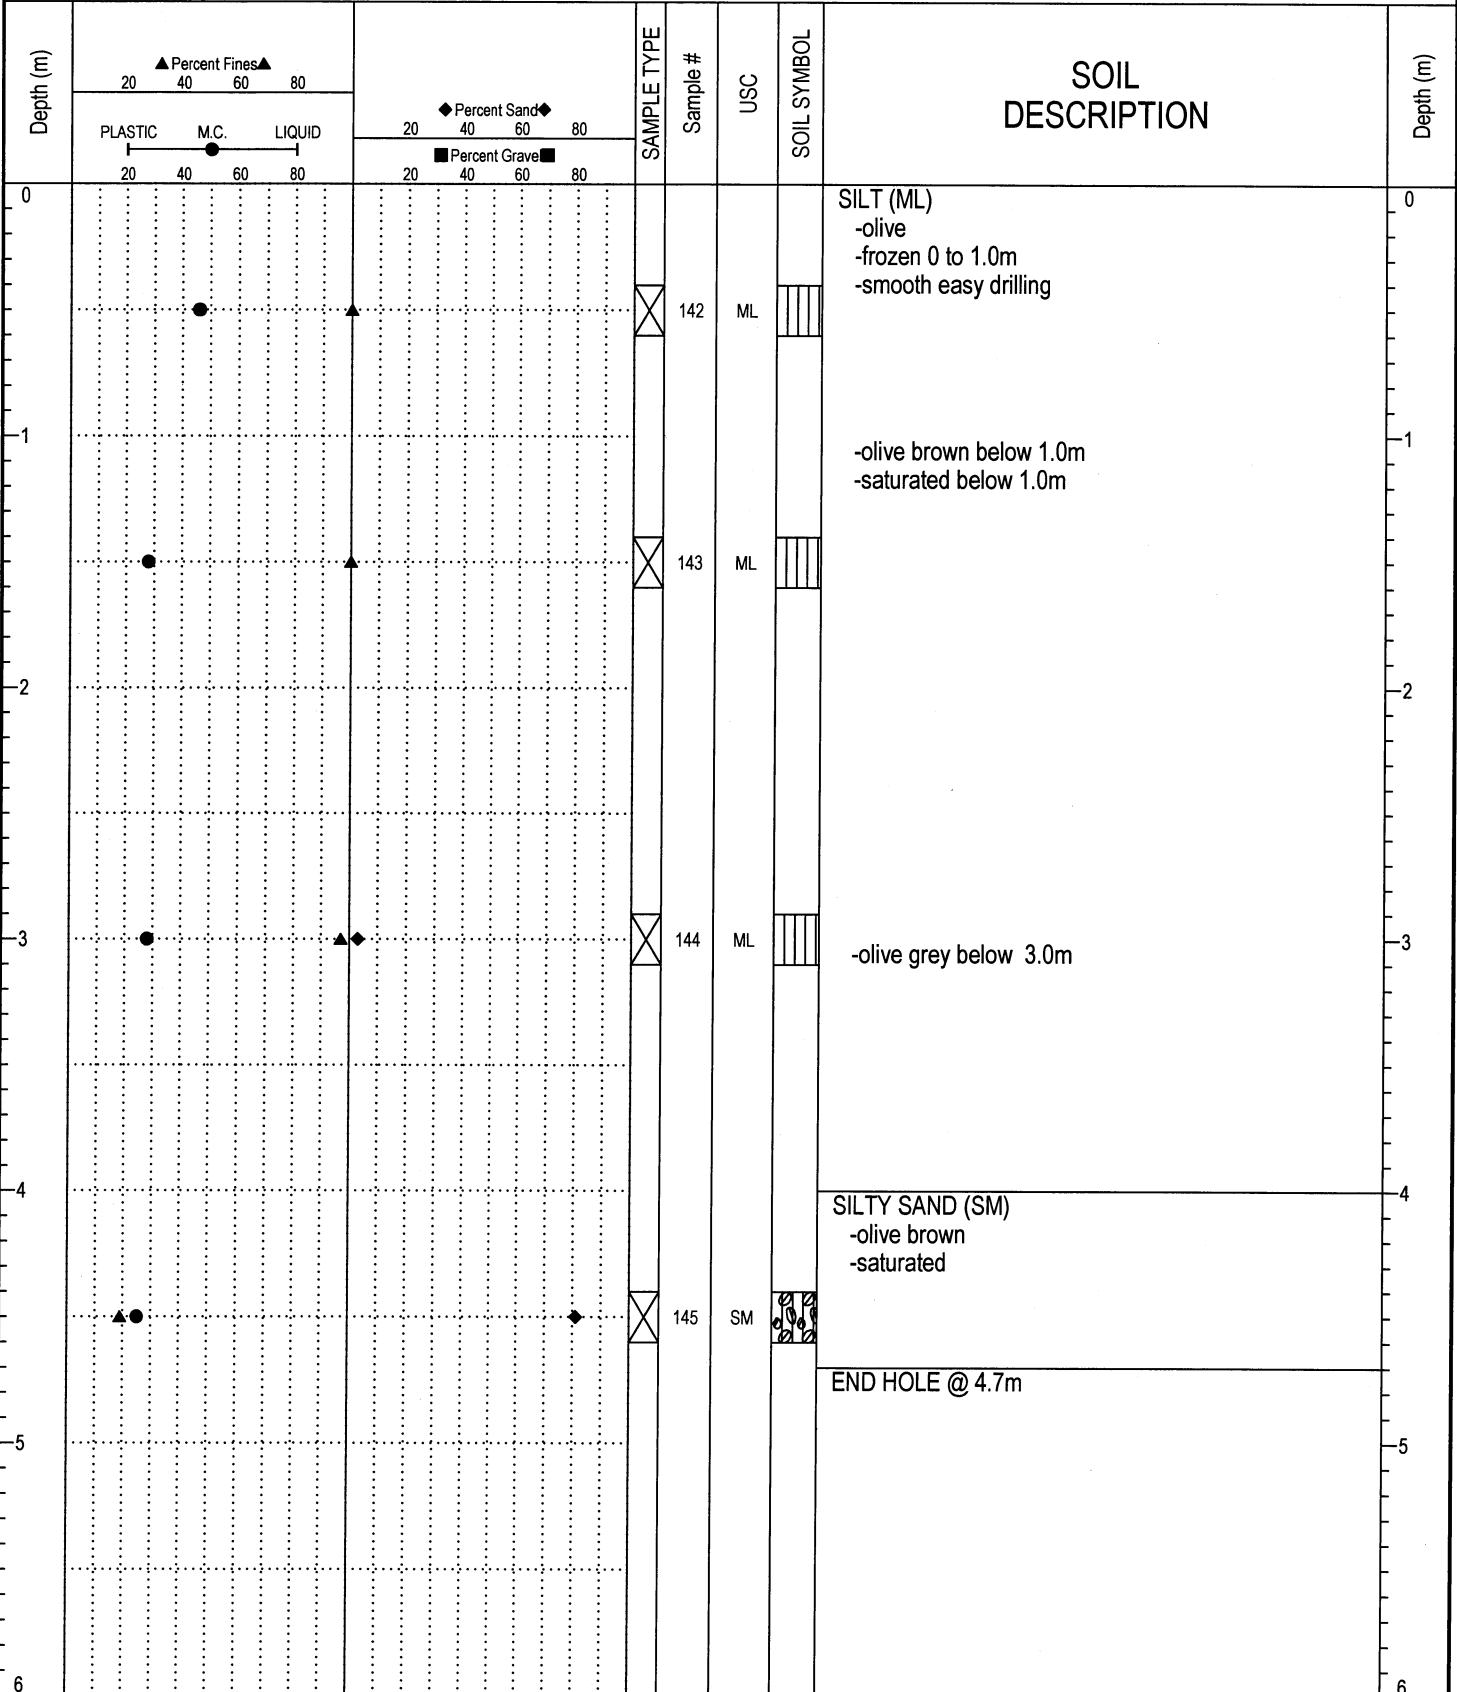 Depth (m)
▲ Percent Fines ▲
20 40 60 80
PLASTIC M.C. LIQUID
20 40 60 80
◆ Percent Sand ◆
20 40 60 80
■ Percent Gravel ■
20 40 60 80
SAMPLE TYPE
Sample #
USC
SOIL SYMBOL
SOIL
DESCRIPTION
Depth (m)
0
SILT (ML)
0
-olive
-frozen 0 to 1.0m
-smooth easy drilling
142 ML
1
1
-olive brown below 1.0m
-saturated below 1.0m
143 ML
2
2
3
144 ML
3
-olive grey below 3.0m
4
4
SILTY SAND (SM)
-olive brown
-saturated
145 SM
END HOLE @ 4.7m
5
5
6
6